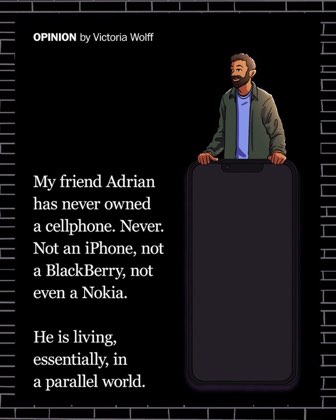 OPINION by Victoria Wolff
My friend Adrian
has never owned
a cellphone. Never.
Not an iPhone, not
a BlackBerry, not
even a Nokia.
He is living,
essentially, in
a parallel world.